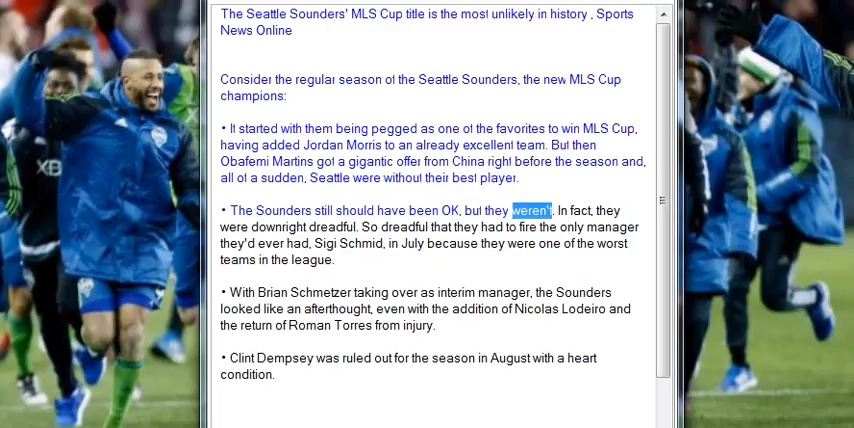 The Seattle Sounders' MLS Cup title is the most unlikely in history , Sports
News Online
Consider the regular season of the Seattle Sounders, the new MLS Cup
champions:
• It started with them being pegged as one of the favorites to win MLS Cup,
having added Jordan Morris to an already excellent team. But then
Obafemi Martins got a gigantic offer from China right before the season and,
all of a sudden, Seattle were without their best player.
• The Sounders still should have been OK, but they weren't. In fact, they
were downright dreadful. So dreadful that they had to fire the only manager
they'd ever had, Sigi Schmid, in July because they were one of the worst
teams in the league.
• With Brian Schmetzer taking over as interim manager, the Sounders
looked like an afterthought, even with the addition of Nicolas Lodeiro and
the return of Roman Torres from injury.
• Clint Dempsey was ruled out for the season in August with a heart
condition.
XB